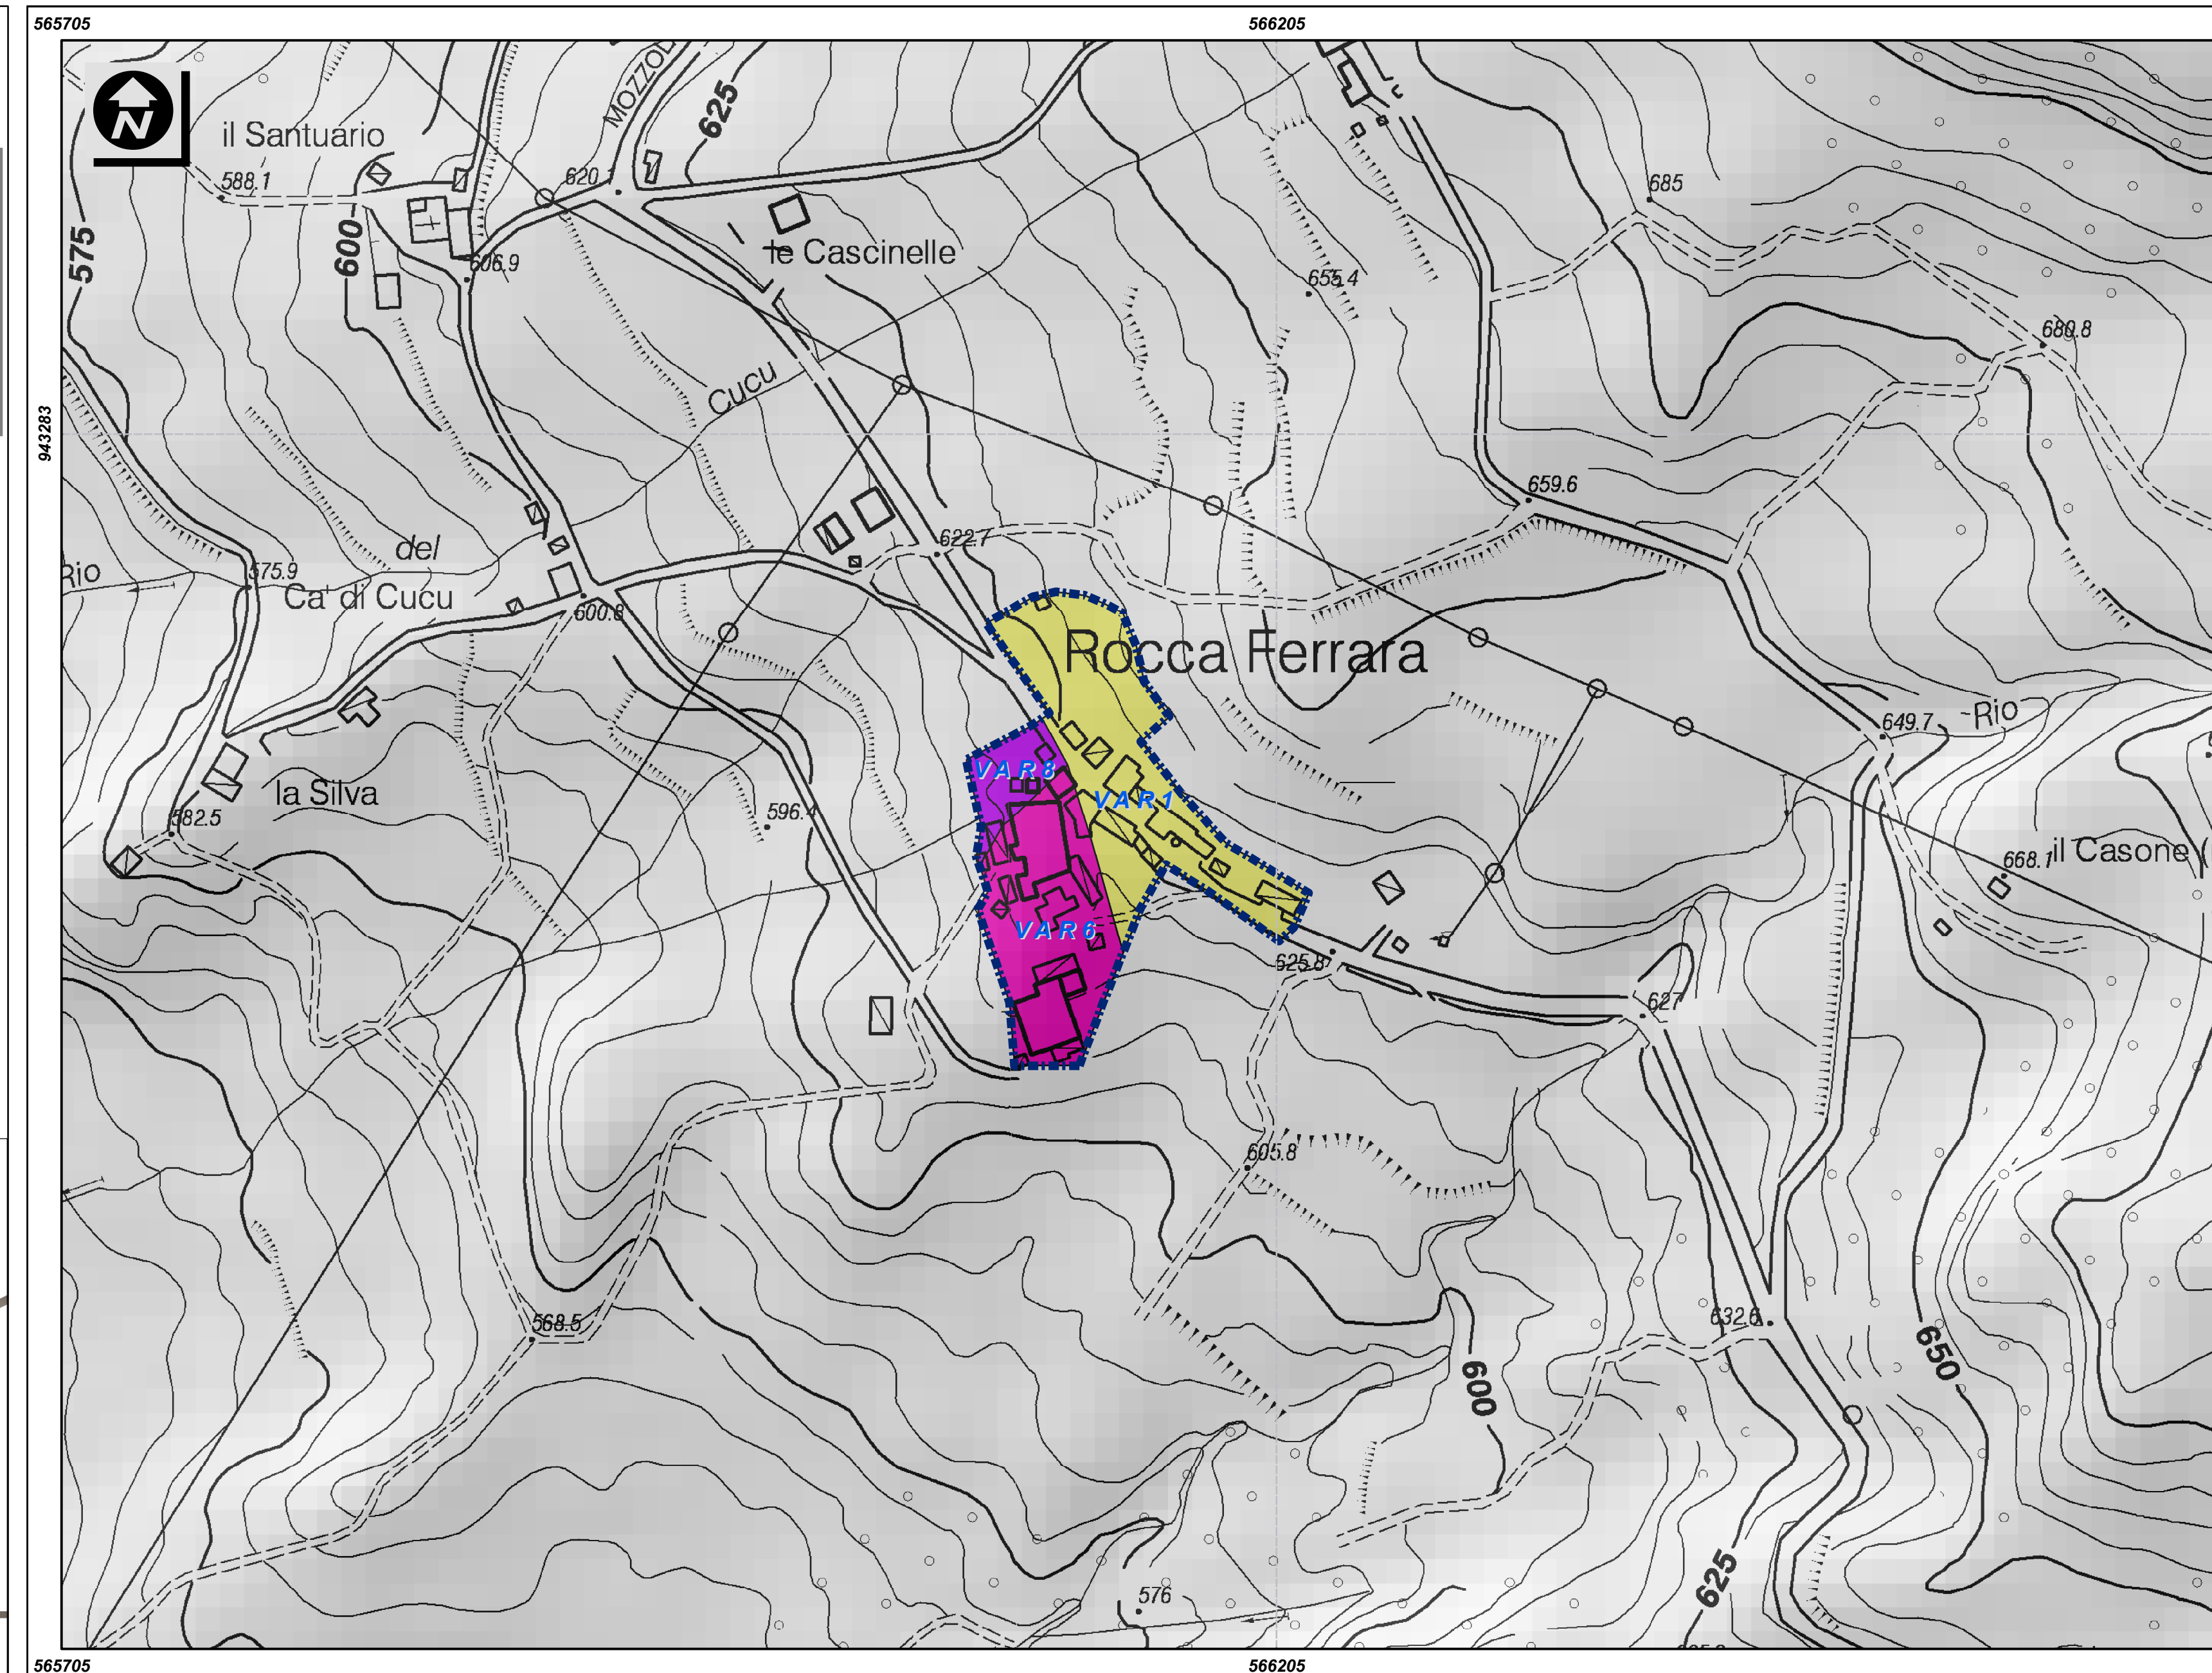 565705
566205
N
il Santuario
588.1
620.1
625
575
600
606.9
le Cascinelle
685
655.4
680.8
Cucu
943283
659.6
622.7
del
Rio
575.9
Ca' di Cucu
600.8
Rocca Ferrara
649.7
Rio
VAR8
VAR1
la Silva
596.4
582.5
668.1
il Casone (
VAR6
625.8
627
605.8
568.5
632.6
650
600
625
576
565705
566205